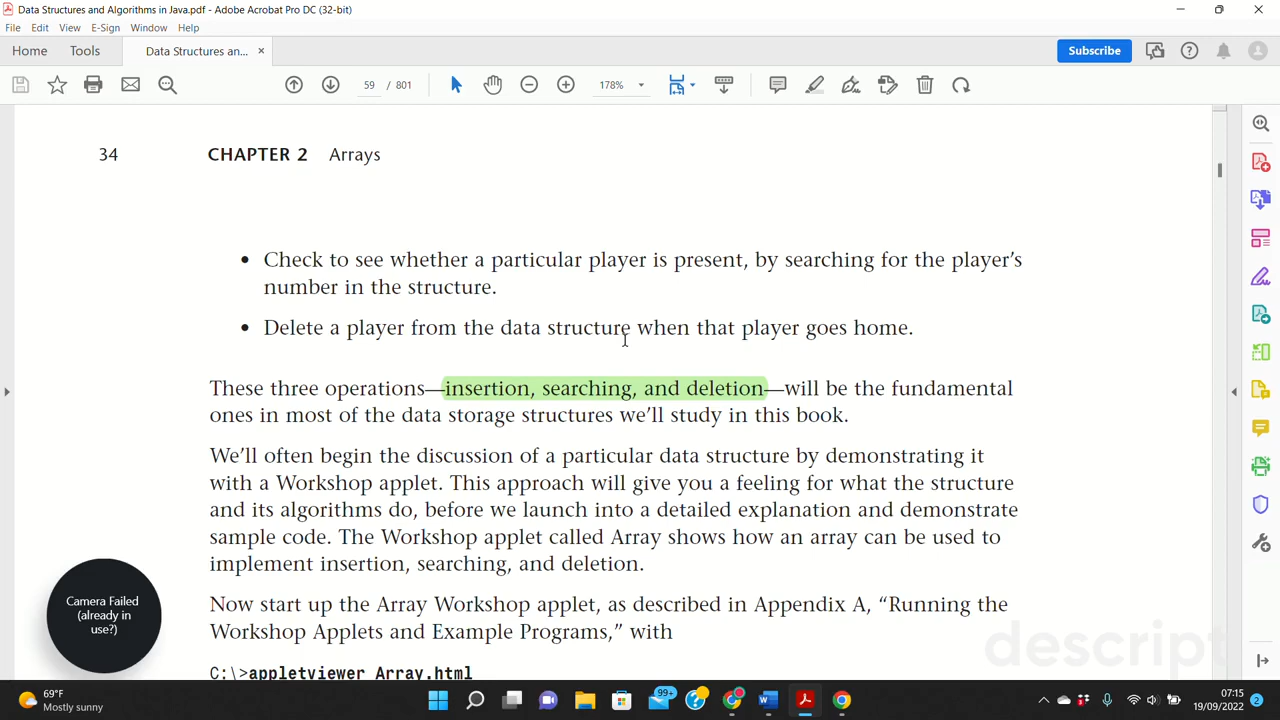 Data Structures and Algorithms in Java.pdf - Adobe Acrobat Pro DC (32-bit)
File Edit View E-Sign Window Help
Home Tools Data Structures an... × Subscribe
59 / 801 178%
34 CHAPTER 2 Arrays
• Check to see whether a particular player is present, by searching for the player’s
number in the structure.
• Delete a player from the data structure when that player goes home.
These three operations—insertion, searching, and deletion—will be the fundamental
ones in most of the data storage structures we’ll study in this book.
We’ll often begin the discussion of a particular data structure by demonstrating it
with a Workshop applet. This approach will give you a feeling for what the structure
and its algorithms do, before we launch into a detailed explanation and demonstrate
sample code. The Workshop applet called Array shows how an array can be used to
implement insertion, searching, and deletion.
Now start up the Array Workshop applet, as described in Appendix A, “Running the
Workshop Applets and Example Programs,” with
C:\>appletviewer Array.html
Camera Failed
(already in
use?)
descript
69°F
Mostly sunny
99+
07:15
19/09/2022
2